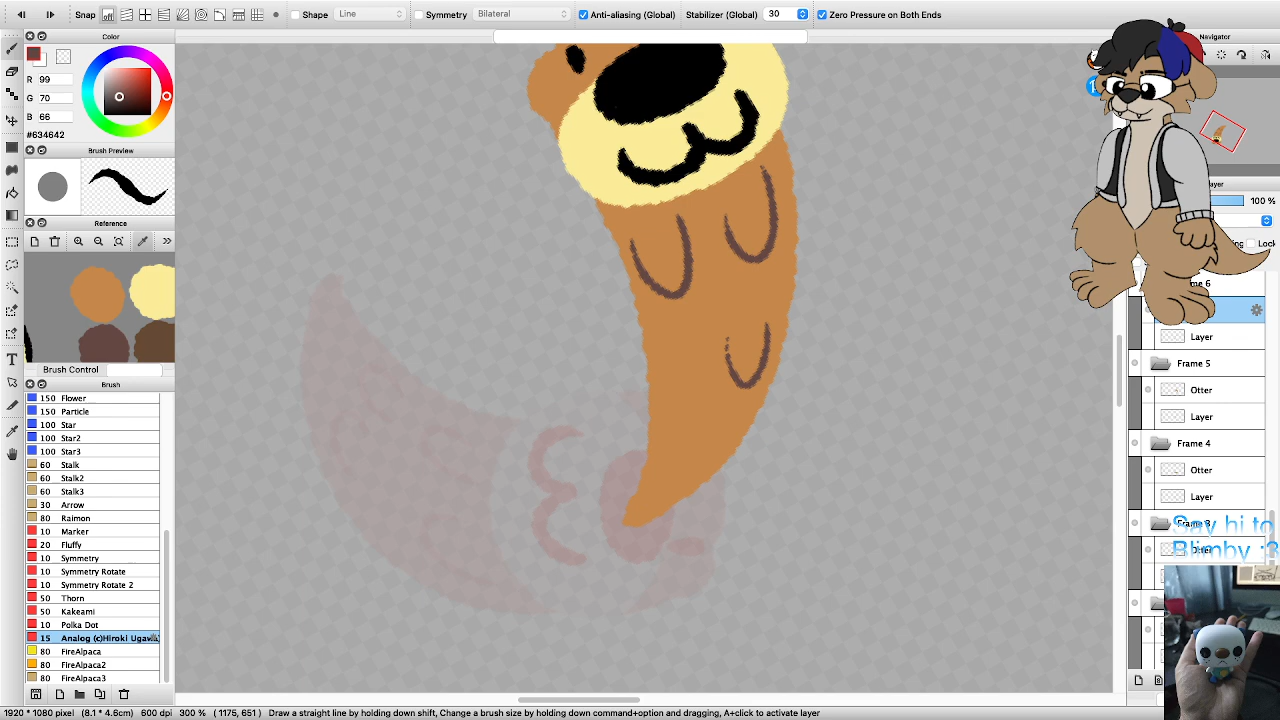 Snap
Shape
Line
Symmetry
Bilateral
Anti-aliasing (Global)
Stabilizer (Global)
30
Zero Pressure on Both Ends
Color
R 99
G 70
B 66
#634642
Brush Preview
Reference
Brush Control
Brush
150 Flower
150 Particle
100 Star
100 Star2
100 Star3
60 Stalk
60 Stalk2
60 Stalk3
30 Arrow
80 Raimon
10 Marker
20 Fluffy
10 Symmetry
10 Symmetry Rotate
10 Symmetry Rotate 2
50 Thorn
50 Kakeami
10 Polka Dot
15 Analog (c)Hiroki Ugawa
80 FireAlpaca
80 FireAlpaca2
80 FireAlpaca3
Navigator
100 %
Layer
Frame 5
Otter
Layer
Frame 4
Otter
Layer
Say hi to
Blimby :3
1920 * 1080 pixel (8.1 * 4.6cm) 600 dpi 300 % ( 1175, 651 ) Draw a straight line by holding down shift, Change a brush size by holding down command+option and dragging, A+click to activate layer